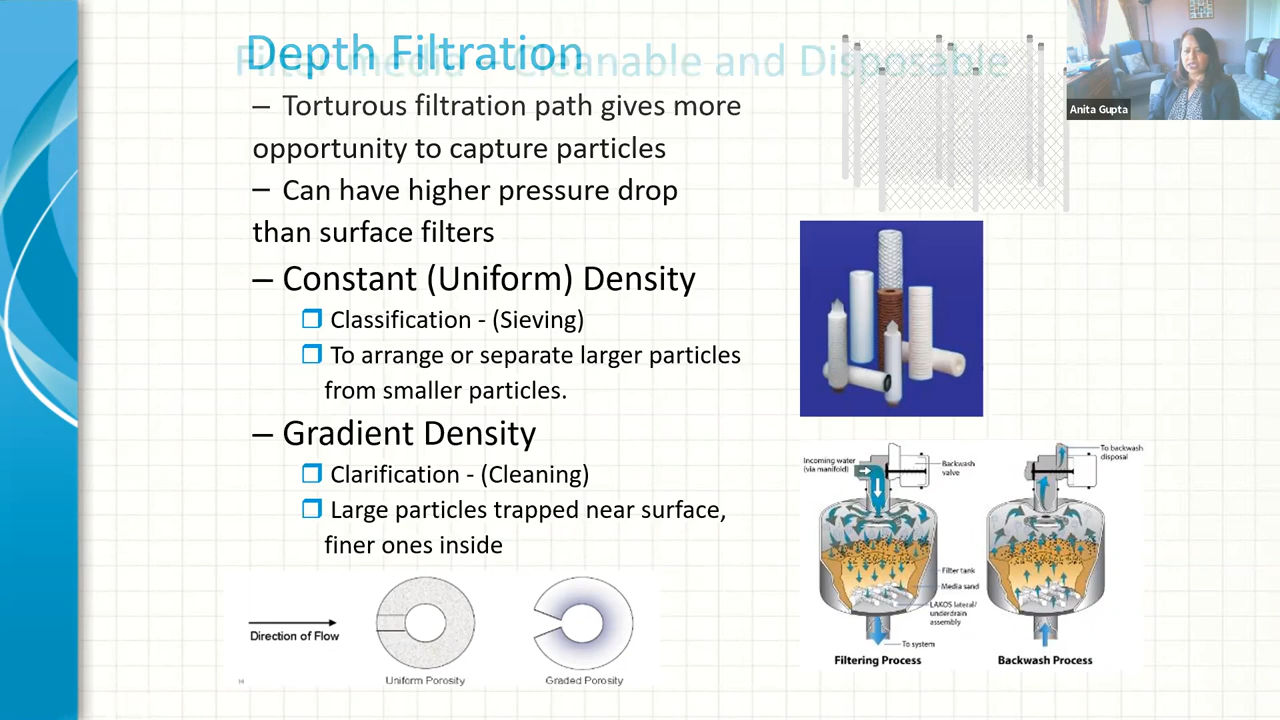 Depth Filtration
Filter media - Cleanable and Disposable
– Torturous filtration path gives more
opportunity to capture particles
– Can have higher pressure drop
than surface filters
– Constant (Uniform) Density
❒ Classification - (Sieving)
❒ To arrange or separate larger particles
from smaller particles.
– Gradient Density
❒ Clarification - (Cleaning)
❒ Large particles trapped near surface,
finer ones inside
Direction of Flow
Uniform Porosity
Graded Porosity
Anita Gupta
Incoming water
(via manifold)
Backwash
valve
To backwash
disposal
Filter tank
Media sand
LAKOS lateral/
underdrain
assembly
To system
Filtering Process
Backwash Process